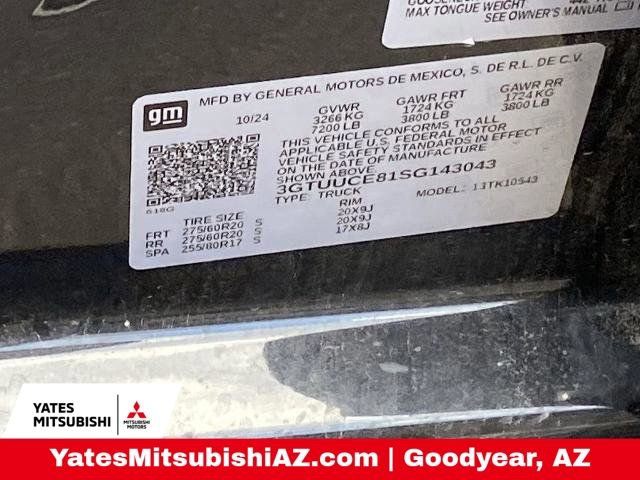 MAX TONGUE WEIGHT
SEE OWNER'S MANUAL
gm
MFD BY GENERAL MOTORS DE MEXICO, S. DE R.L. DE C.V.
10/24 GVWR GAWR FRT GAWR RR
3266 KG 1724 KG 1724 KG
7200 LB 3800 LB 3800 LB
THIS VEHICLE CONFORMS TO ALL
APPLICABLE U.S. FEDERAL MOTOR
VEHICLE SAFETY STANDARDS IN EFFECT
ON THE DATE OF MANUFACTURE
SHOWN ABOVE
3GTUUCE81SG143043
TYPE: TRUCK MODEL: 13TK10543
618G
TIRE SIZE RIM
FRT 275/60R20 S 20X9J
RR 275/60R20 S 20X9J
SPA 255/80R17 S 17X8J
YATES
MITSUBISHI
MITSUBISHI
MOTORS
YatesMitsubishiAZ.com | Goodyear, AZ